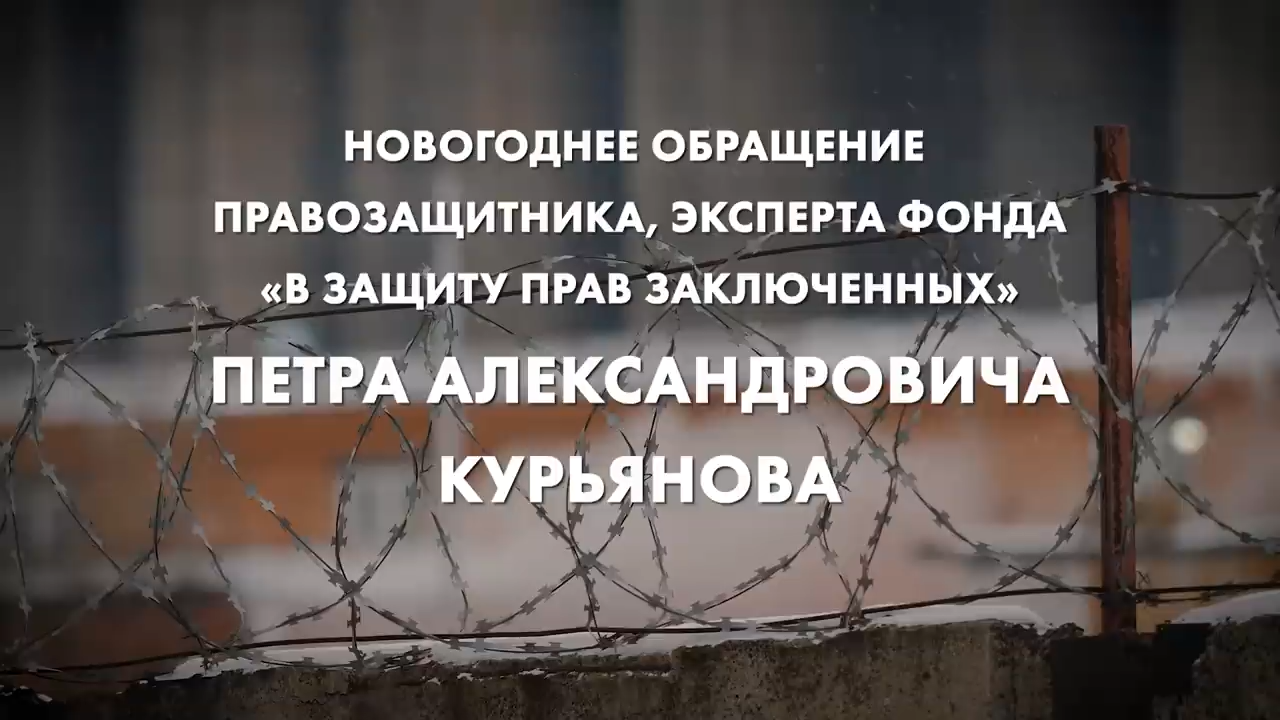 НОВОГОДНЕЕ ОБРАЩЕНИЕ
ПРАВОЗАЩИТНИКА, ЭКСПЕРТА ФОНДА
«В ЗАЩИТУ ПРАВ ЗАКЛЮЧЕННЫХ»
ПЕТРА АЛЕКСАНДРОВИЧА
КУРЬЯНОВА